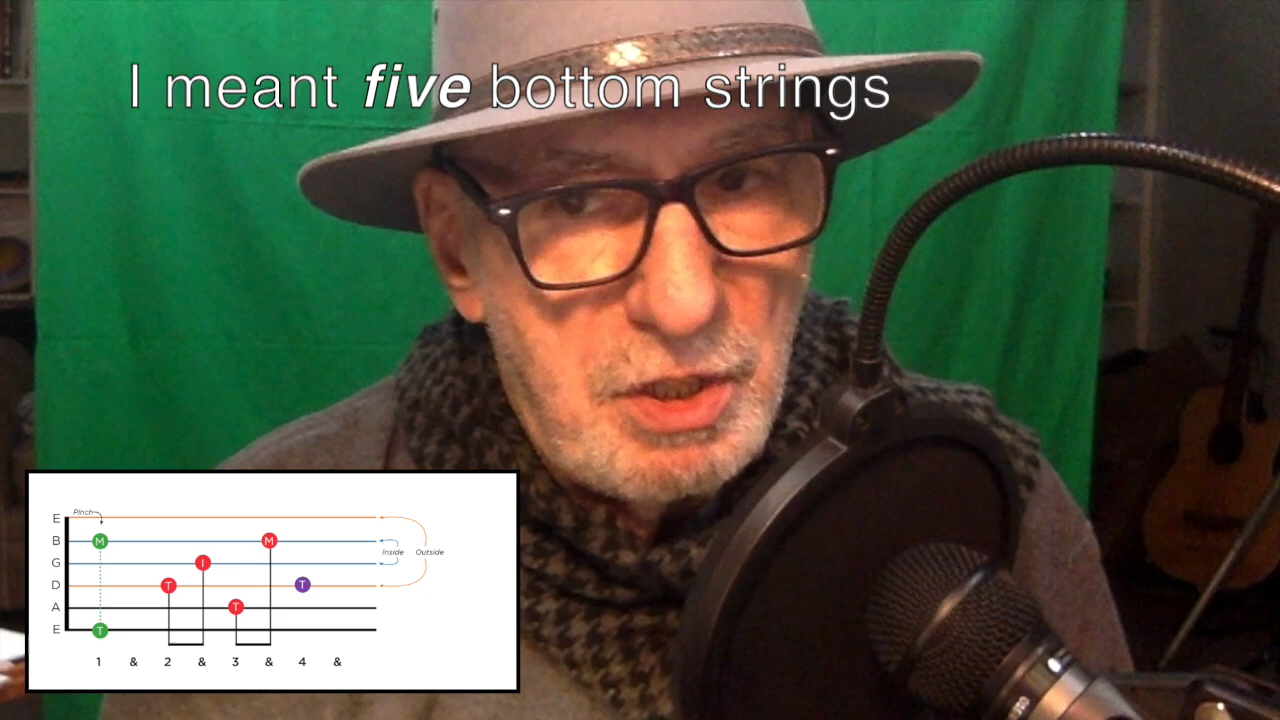 I meant five bottom strings
Pinch
E
B M M
G I Inside Outside
D T T
A T
E T
1 & 2 & 3 & 4 &